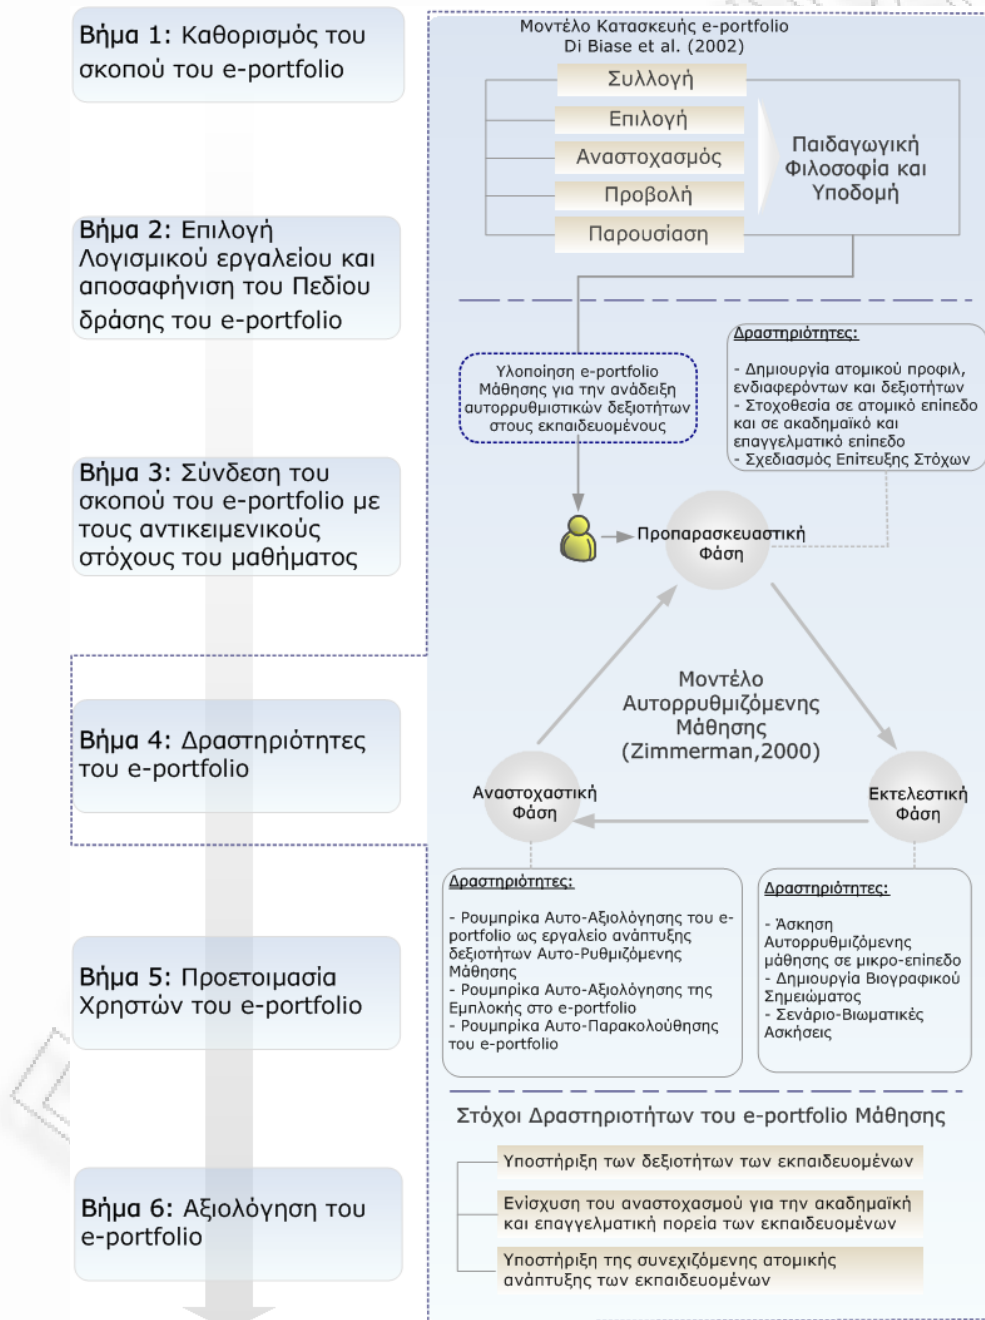 Βήμα 1: Καθορισμός του
σκοπού του e-portfolio
Βήμα 2: Επιλογή
Λογισμικού εργαλείου και
αποσαφήνιση του Πεδίου
δράσης του e-portfolio
Βήμα 3: Σύνδεση του
σκοπού του e-portfolio με
τους αντικειμενικούς
στόχους του μαθήματος
Βήμα 4: Δραστηριότητες
του e-portfolio
Βήμα 5: Προετοιμασία
Χρηστών του e-portfolio
Βήμα 6: Αξιολόγηση του
e-portfolio
Μοντέλο Κατασκευής e-portfolio
Di Biase et al. (2002)
Συλλογή
Επιλογή
Αναστοχασμός
Προβολή
Παρουσίαση
Παιδαγωγική
Φιλοσοφία και
Υποδομή
Υλοποίηση e-portfolio
Μάθησης για την ανάδειξη
αυτορρυθμιστικών δεξιοτήτων
στους εκπαιδευομένους
Δραστηριότητες:
- Δημιουργία ατομικού προφιλ,
ενδιαφερόντων και δεξιοτήτων
- Στοχοθεσία σε ατομικό επίπεδο
και σε ακαδημαϊκό και
επαγγελματικό επίπεδο
- Σχεδιασμός Επίτευξης Στόχων
Προπαρασκευαστική
Φάση
Μοντέλο
Αυτορρυθμιζόμενης
Μάθησης
(Zimmerman,2000)
Αναστοχαστική
Φάση
Εκτελεστική
Φάση
Δραστηριότητες:
- Ρουμπρίκα Αυτο-Αξιολόγησης του e-
portfolio ως εργαλείο ανάπτυξης
δεξιοτήτων Αυτο-Ρυθμιζόμενης
Μάθησης
- Ρουμπρίκα Αυτο-Αξιολόγησης της
Εμπλοκής στο e-portfolio
- Ρουμπρίκα Αυτο-Παρακολούθησης
του e-portfolio
Δραστηριότητες:
- Άσκηση
Αυτορρυθμιζόμενης
μάθησης σε μικρο-επίπεδο
- Δημιουργία Βιογραφικού
Σημειώματος
- Σενάριο-Βιωματικές
Ασκήσεις
Στόχοι Δραστηριοτήτων του e-portfolio Μάθησης
Υποστήριξη των δεξιοτήτων των εκπαιδευομένων
Ενίσχυση του αναστοχασμού για την ακαδημαϊκή
και επαγγελματική πορεία των εκπαιδευομένων
Υποστήριξη της συνεχιζόμενης ατομικής
ανάπτυξης των εκπαιδευομένων